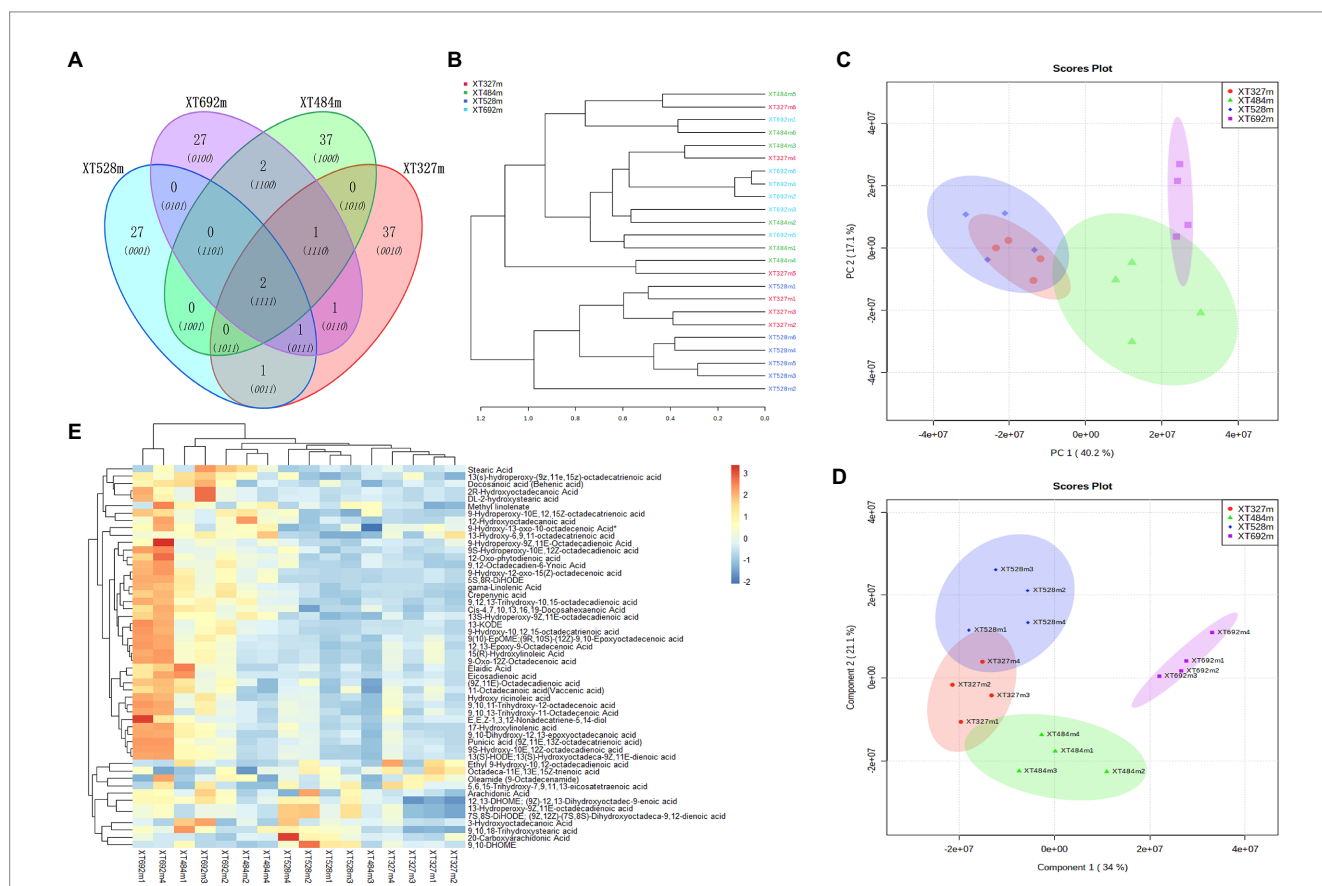 A
XT692m
XT484m
XT528m
XT327m
27
(0100)
2
(1100)
37
(1000)
0
(0101)
0
(1010)
27
(0001)
0
(1101)
1
(1110)
37
(0010)
2
(1111)
0
(1001)
0
(1011)
1
(0111)
1
(0110)
1
(0011)
B
XT327m
XT484m
XT528m
XT692m
XT484m5
XT327m6
XT692m1
XT484m6
XT484m3
XT327m4
XT692m6
XT692m4
XT692m2
XT692m3
XT484m2
XT692m5
XT484m1
XT484m4
XT327m5
XT528m1
XT327m1
XT327m3
XT327m2
XT528m6
XT528m4
XT528m5
XT528m3
XT528m2
1.2 1.0 0.8 0.6 0.4 0.2 0.0
C
Scores Plot
XT327m
XT484m
XT528m
XT692m
PC 2 ( 17.1 %)
4e+07
2e+07
0e+00
-2e+07
-4e+07
-4e+07 -2e+07 0e+00 2e+07 4e+07
PC 1 ( 40.2 %)
D
Scores Plot
XT327m
XT484m
XT528m
XT692m
Component 2 ( 21.1 %)
4e+07
2e+07
0e+00
-2e+07
XT528m3
XT528m2
XT528m4
XT528m1
XT692m4
XT692m1
XT692m2
XT692m3
XT327m4
XT327m2
XT327m3
XT327m1
XT484m4
XT484m1
XT484m3
XT484m2
-2e+07 0e+00 2e+07 4e+07
Component 1 ( 34 %)
E
Stearic Acid
13(s)-hydroperoxy-(9z,11e,15z)-octadecatrienoic acid
Docosanoic acid (Behenic acid)
2R-Hydroxyoctadecanoic Acid
DL-2-hydroxystearic acid
Methyl linolenate
9-Hydroperoxy-10E,12,15Z-octadecatrienoic acid
12-Hydroxyoctadecanoic acid
9-Hydroxy-13-oxo-10-octadecenoic Acid*
13-Hydroxy-6,9,11-octadecatrienoic acid
9-Hydroperoxy-9Z,11E-Octadecadienoic acid
9S-Hydroperoxy-10E,12Z-octadecadienoic acid
12-Oxo-phytodienoic acid
9,12-Octadecadien-6-Ynoic Acid
9-Hydroxy-12-oxo-15(Z)-octadecenoic acid
5S,8R-DiHODE
gama-Linolenic Acid
Crepenynic acid
9,12,13-Trihydroxy-10,15-octadecadienoic acid
Cis-4,7,10,13,16,19-Docosahexaenoic Acid
13S-Hydroperoxy-9Z,11E-octadecadienoic acid
13-KODE
9-Hydroxy-10,12,15-octadecatrienoic acid
9(10)-EpOME;(9R,10S)-(12Z)-9,10-Epoxyoctadecenoic acid
12,13-Epoxy-9-Octadecenoic acid
15(R)-Hydroxylinoleic acid
9-Oxo-12Z-Octadecenoic acid
Elaidic Acid
Eicosadienoic acid
(9Z,11E)-Octadecadienoic acid
11-Octadecanoic acid(Vaccenic acid)
Hydroxy ricinoleic acid
9,10,11-Trihydroxy-12-octadecenoic acid
9,10,13-Trihydroxy-11-Octadecenoic acid
E,E,Z-1,3,12-Nonadecatriene-5,14-diol
17-Hydroxylinolenic acid
9,10-Dihydroxy-12,13-epoxyoctadecanoic acid
Punicic acid (9Z,11E,13Z-octadecatrienoic acid)
9S-Hydroxy-10E,12Z-octadecadienoic acid
13(S)-HODE;13(S)-Hydroxyoctadeca-9Z,11E-dienoic acid
Ethyl 9-Hydroxy-10,12-octadecadienoic acid
Octadeca-11E,13E,15Z-trienoic acid
Oleamide (9-Octadecenamide)
5,6,15-Trihydroxy-7,9,11,13-eicosatetraenoic acid
Arachidonic Acid
12,13-DHOME; (9Z)-12,13-Dihydroxyoctadec-9-enoic acid
13-Hydroperoxy-9Z,11E-octadecadienoic acid
7S,8S-DiHODE; (9Z,12Z)-(7S,8S)-Dihydroxyoctadeca-9,12-dienoic acid
3-Hydroxyoctadecanoic Acid
9,10,18-Trihydroxystearic acid
20-Carboxyarachidonic Acid
9,10-DHOME
3
2
1
0
-1
-2
XT692m1
XT692m4
XT484m1
XT692m3
XT692m2
XT484m2
XT484m4
XT528m4
XT528m2
XT528m1
XT528m3
XT484m3
XT327m4
XT327m3
XT327m1
XT327m2